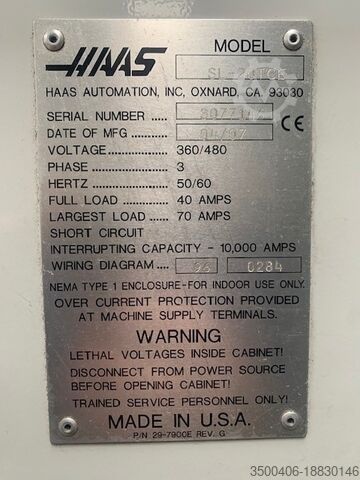 HAAS
MODEL
HAAS AUTOMATION, INC, OXNARD, CA. 93030
SERIAL NUMBER
DATE OF MFG ..... 04/07 CE
VOLTAGE ................ 360/480
PHASE ..................... 3
HERTZ ...................... 50/60
FULL LOAD ............. 40 AMPS
LARGEST LOAD ... 70 AMPS
SHORT CIRCUIT
INTERRUPTING CAPACITY - 10,000 AMPS
WIRING DIAGRAM .... 96 0284
NEMA TYPE 1 ENCLOSURE-FOR INDOOR USE ONLY.
OVER CURRENT PROTECTION PROVIDED
AT MACHINE SUPPLY TERMINALS.
WARNING
LETHAL VOLTAGES INSIDE CABINET!
DISCONNECT FROM POWER SOURCE
BEFORE OPENING CABINET!
TRAINED SERVICE PERSONNEL ONLY!
MADE IN U.S.A.
P/N 29-7900E REV. G
3500406-18830146